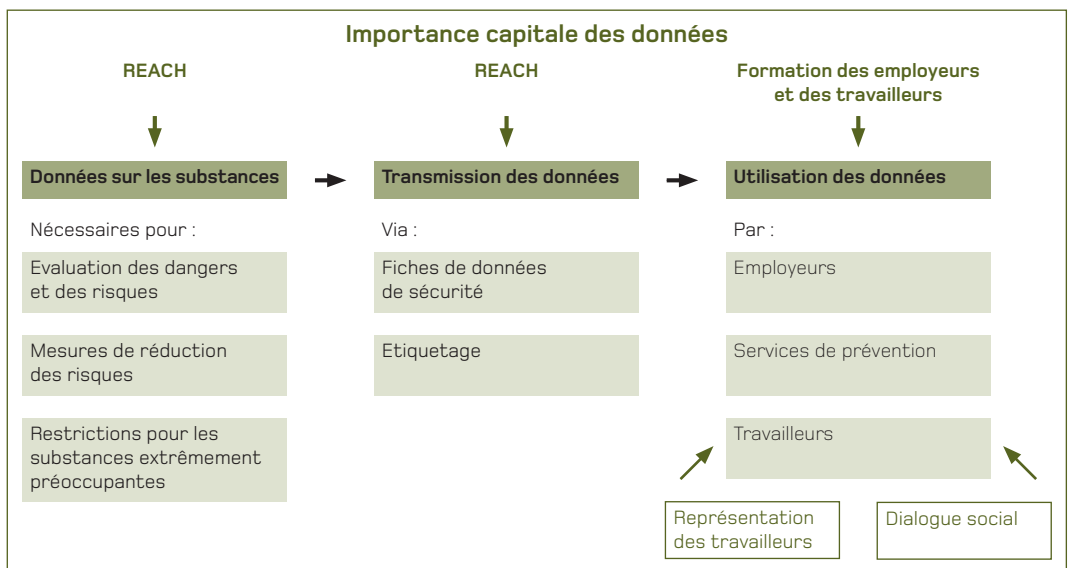 Importance capitale des données
REACH
Données sur les substances
Nécessaires pour :
Evaluation des dangers
et des risques
Mesures de réduction
des risques
Restrictions pour les
substances extrêmement
préoccupantes
REACH
Transmission des données
Via :
Fiches de données
de sécurité
Etiquetage
Formation des employeurs
et des travailleurs
Utilisation des données
Par :
Employeurs
Services de prévention
Travailleurs
Représentation
des travailleurs
Dialogue social